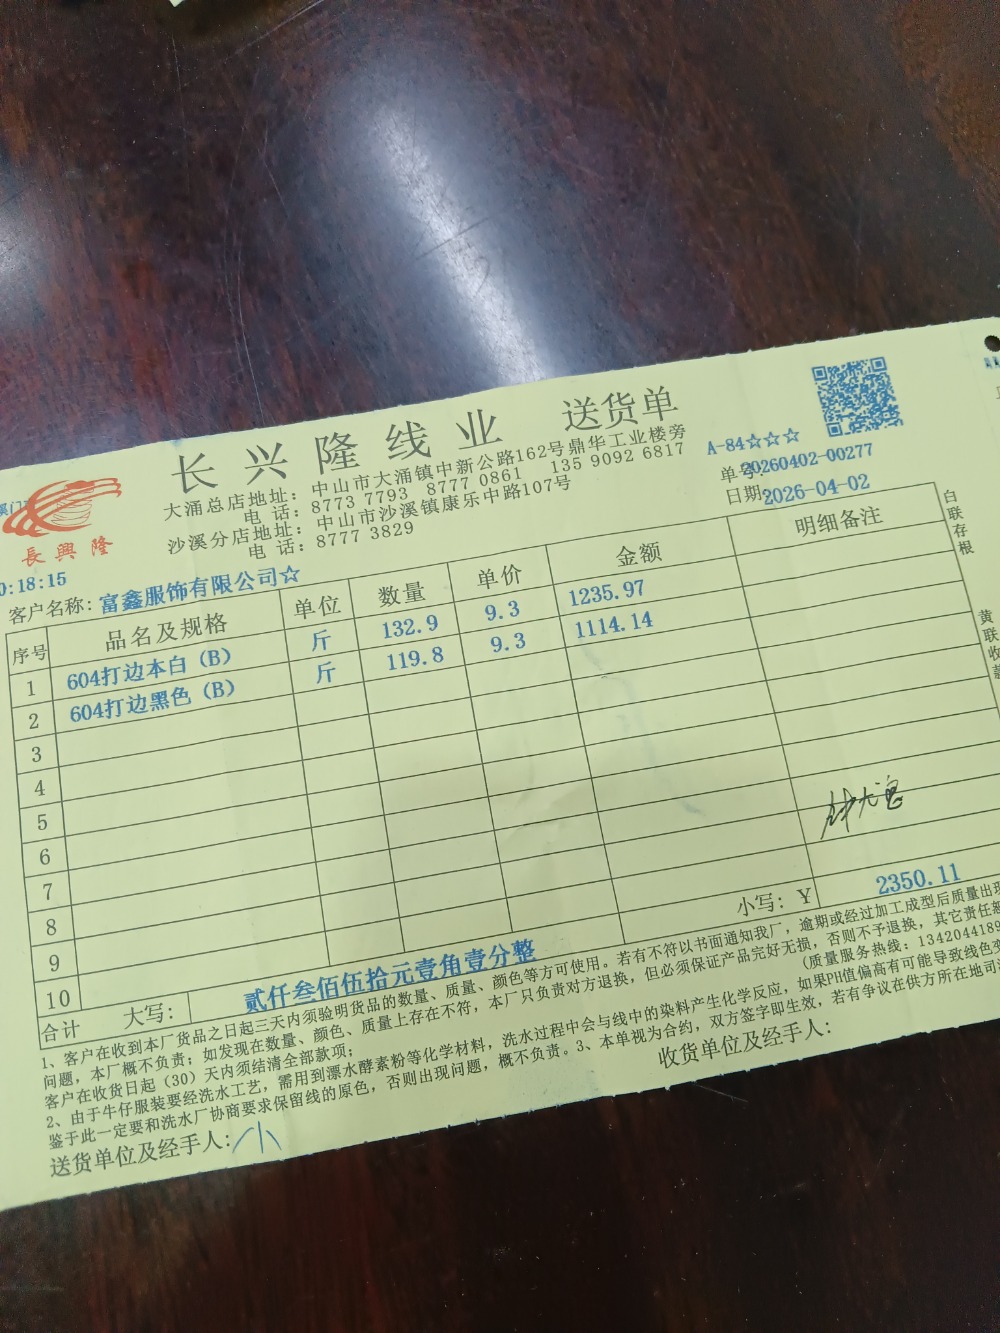 长兴隆线业 送货单
大涌总店地址：中山市大涌镇中新公路162号鼎华工业楼旁
电 话：8773 7793 8777 0861 135 9092 6817
沙溪分店地址：中山市沙溪镇康乐中路107号
电 话：8777 3829
A-84☆☆☆
单号:20260402-00277
日期:2026-04-02
長興隆
0:18:15
客户名称:富鑫服饰有限公司☆
序号 品名及规格 单位 数量 单价 金额 明细备注
1 604打边本白（B） 斤 132.9 9.3 1235.97
2 604打边黑色（B） 斤 119.8 9.3 1114.14
3
4
5
6
7
8
9
10
合计 大写: 贰仟叁佰伍拾元壹角壹分整 小写: ￥ 2350.11
1、客户在收到本厂货品之日起三天内须验明货品的数量、质量、颜色等方可使用。若有不符以书面通知我厂，逾期或经过加工成型后质量出现
问题，本厂概不负责；如发现在数量、颜色、质量上存在不符，本厂只负责对方退换，但必须保证产品完好无损，否则不予退换，其它责任恕
客户在收货日起（30）天内须结清全部款项； (质量服务热线：1342044189
2、由于牛仔服装要经洗水工艺，需用到漂水酵素粉等化学材料，洗水过程中会与线中的染料产生化学反应，如果PH值偏高有可能导致线色变
鉴于此一定要和洗水厂协商要求保留线的原色，否则出现问题，概不负责。3、本单视为合约，双方签字即生效，若有争议在供方所在地司法
送货单位及经手人: 小 收货单位及经手人:
白联存根
黄联收款